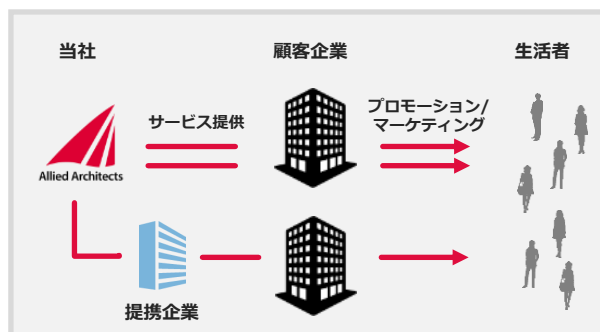 当社
顧客企業
生活者
サービス提供
プロモーション/
マーケティング
Allied Architects
提携企業